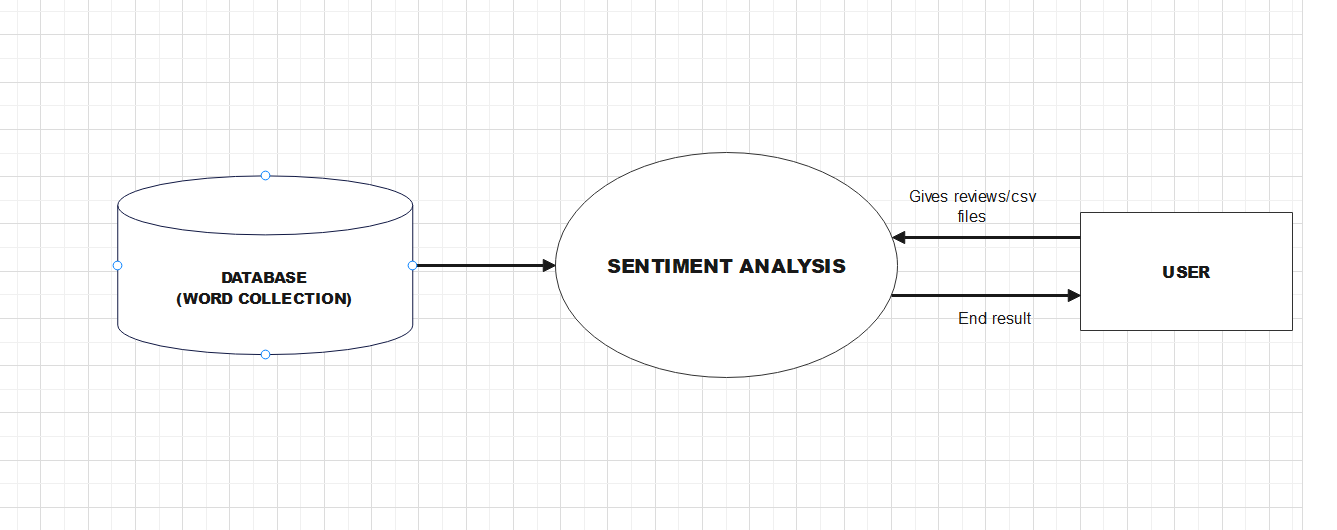 DATABASE
(WORD COLLECTION)
SENTIMENT ANALYSIS
Gives reviews/csv
files
End result
USER